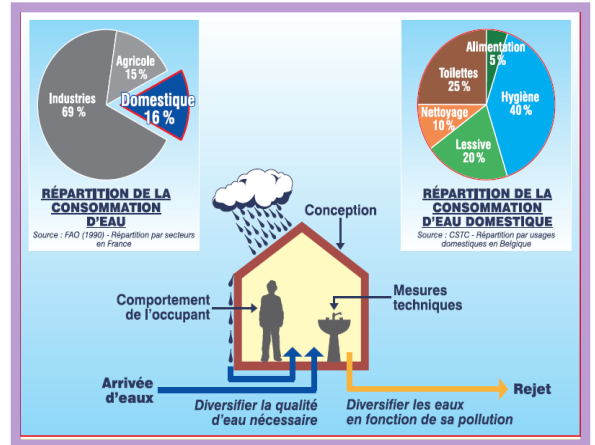 Agricole
15 %
Industries
69 %
Domestique
16 %
RÉPARTITION DE LA
CONSOMMATION
D'EAU
Source : FAO (1990) - Répartition par secteurs
en France
Alimentation
5 %
Toilettes
25 %
Hygiène
40 %
Nettoyage
10 %
Lessive
20 %
RÉPARTITION DE LA
CONSOMMATION
D'EAU DOMESTIQUE
Source : CSTC - Répartition par usages
domestiques en Belgique
Conception
Comportement
de l'occupant
Mesures
techniques
Arrivée
d'eaux
Diversifier la qualité
d'eau nécessaire
Diversifier les eaux
en fonction de sa pollution
Rejet